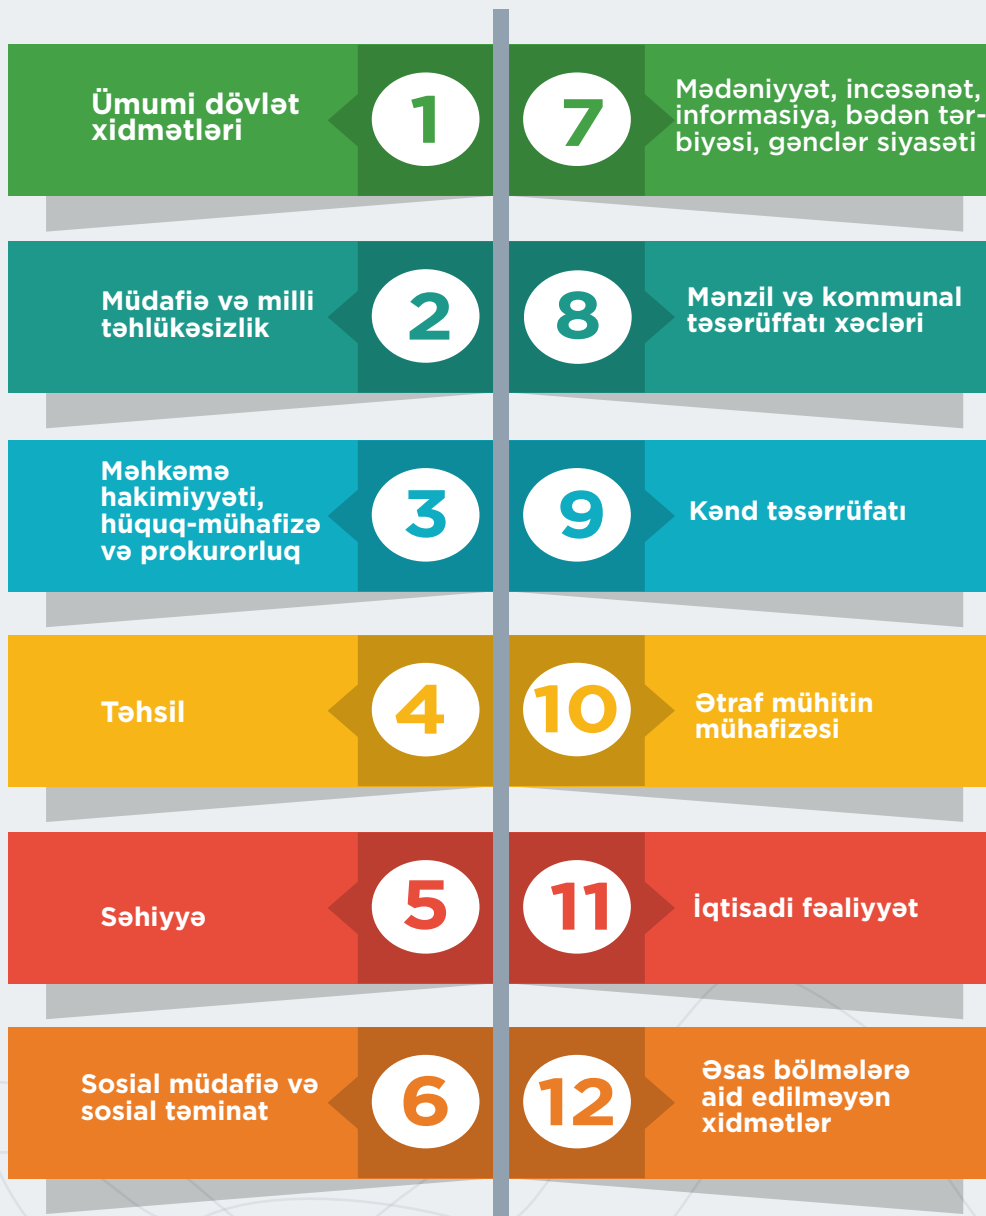 Ümumi dövlət
xidmətləri
1
Müdafiə və milli
təhlükəsizlik
2
Məhkəmə
hakimiyyəti,
hüquq-mühafizə
və prokurorluq
3
Təhsil
4
Səhiyyə
5
Sosial müdafiə və
sosial təminat
6
7
Mədəniyyət, incəsənət,
informasiya, bədən tər-
biyəsi, gənclər siyasəti
8
Mənzil və kommunal
təsərüffatı xəcləri
9
Kənd təsərrüfatı
10
Ətraf mühitin
mühafizəsi
11
İqtisadi fəaliyyət
12
Əsas bölmələrə
aid edilməyən
xidmətlər